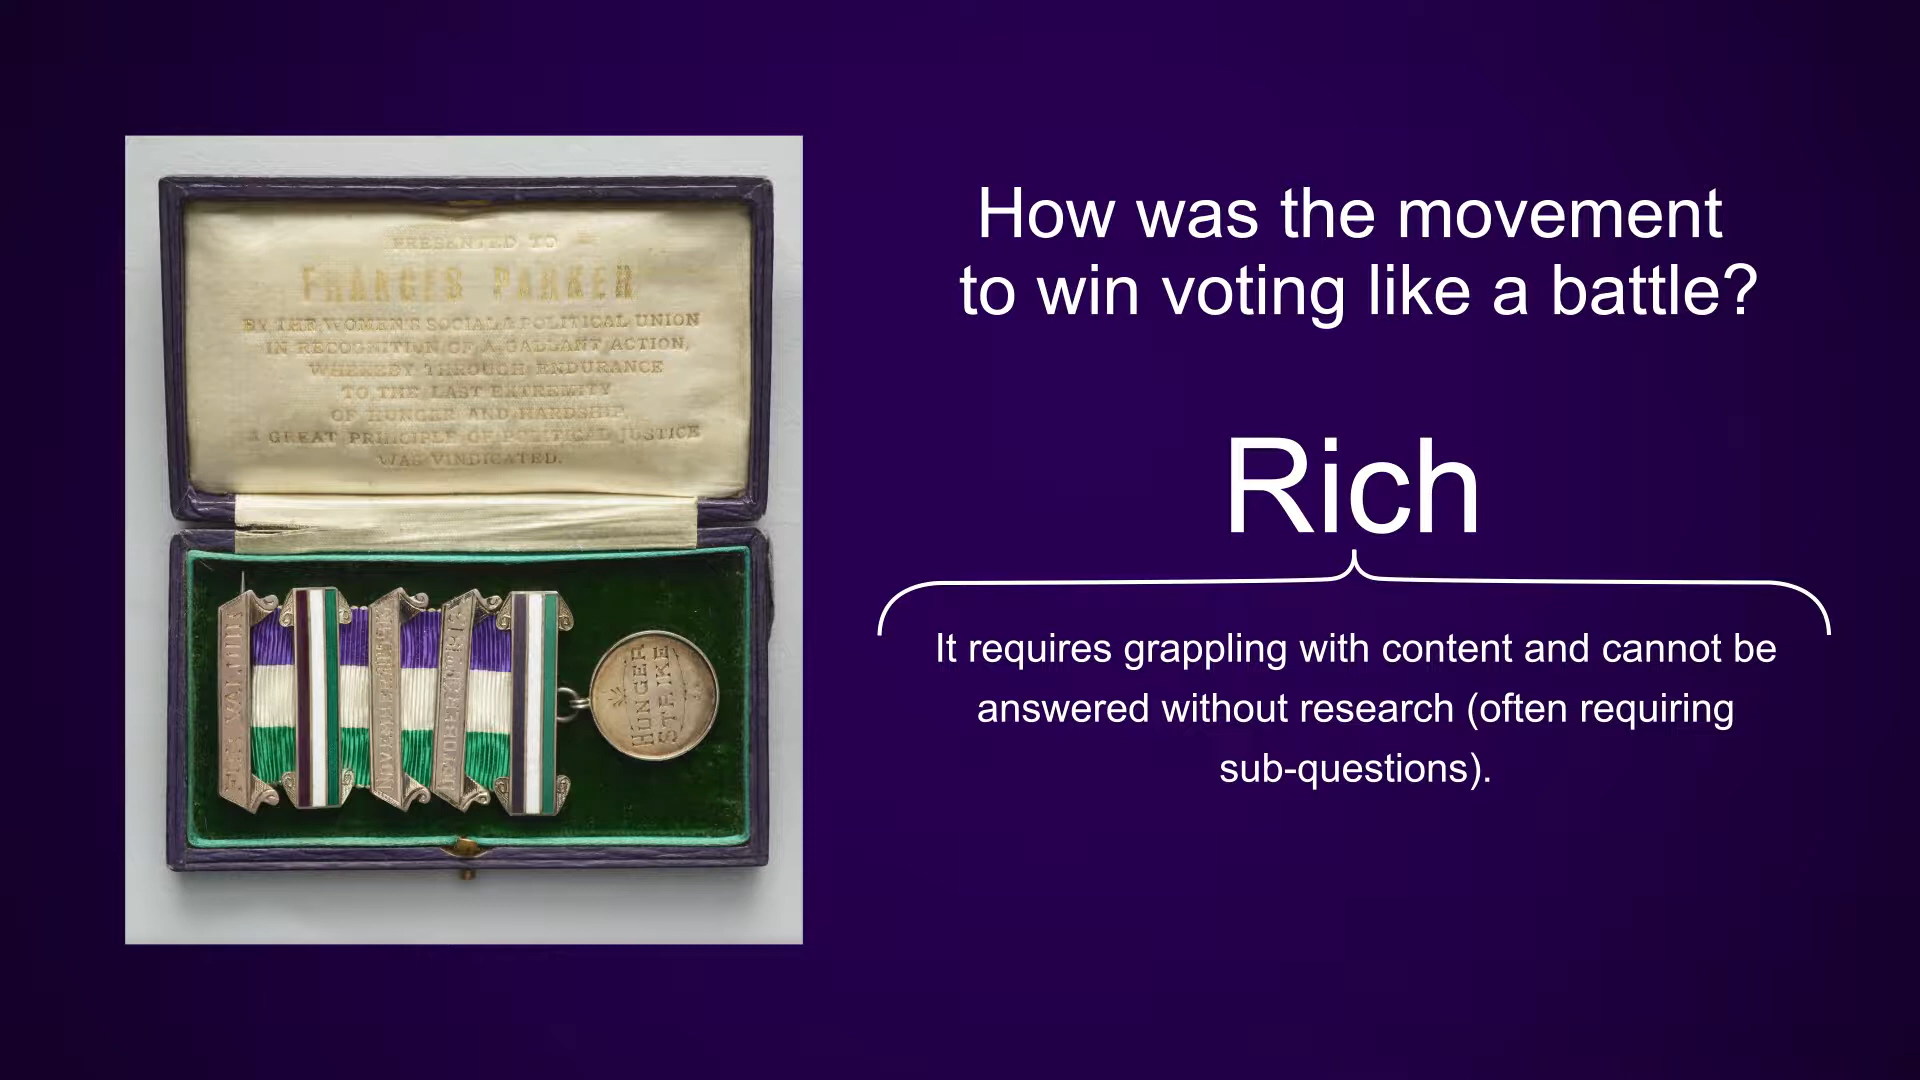 PRESENTED TO
FRANCES PARKER
BY THE WOMEN'S SOCIAL & POLITICAL UNION
IN RECOGNITION OF A GALLANT ACTION,
WHEREBY THROUGH ENDURANCE
TO THE LAST EXTREMITY
OF HUNGER AND HARDSHIP,
A GREAT PRINCIPLE OF POLITICAL JUSTICE
WAS VINDICATED.
HUNGER
STRIKE
How was the movement
to win voting like a battle?
Rich
It requires grappling with content and cannot be
answered without research (often requiring
sub-questions).